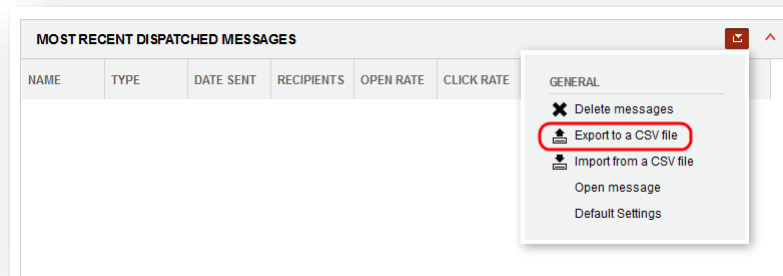 MOST RECENT DISPATCHED MESSAGES
NAME TYPE DATE SENT RECIPIENTS OPEN RATE CLICK RATE
GENERAL
Delete messages
Export to a CSV file
Import from a CSV file
Open message
Default Settings